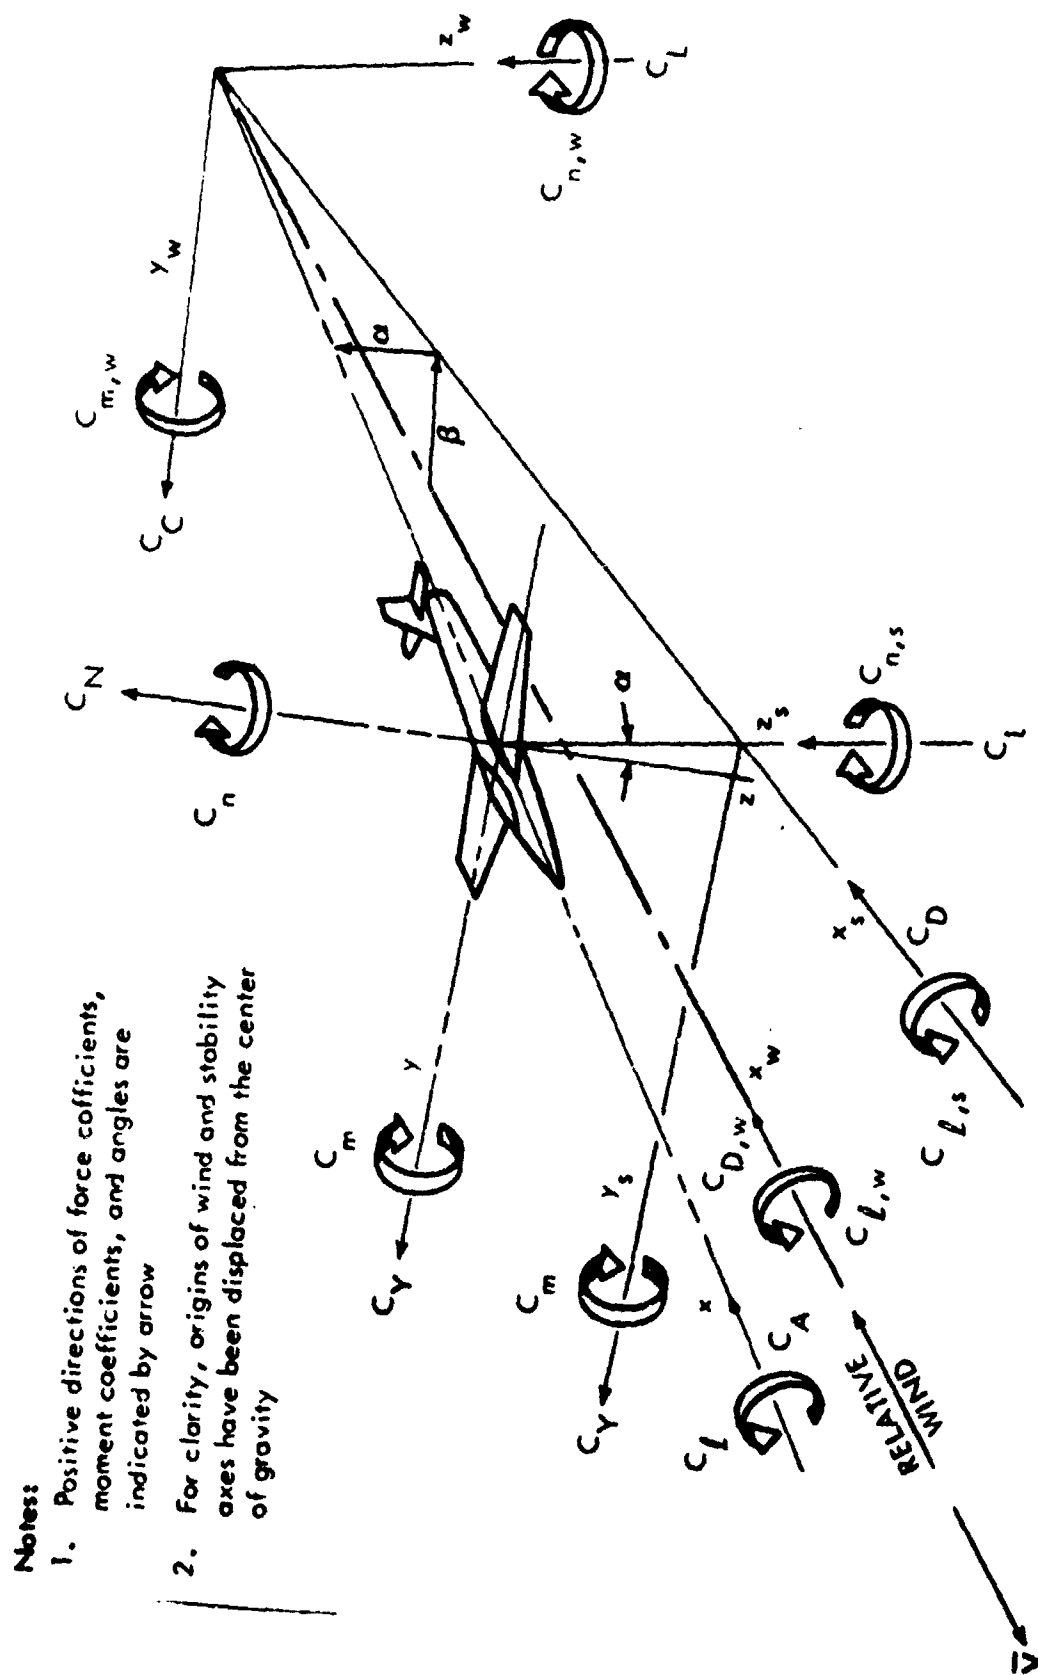 Notes:
1. Positive directions of force cofficients,
moment coefficients, and angles are
indicated by arrow
2. For clarity, origins of wind and stability
axes have been displaced from the center
of gravity
C_N
C_n
C_m
y
C_Y
C_m
y_s
C_Y
C_l
C_A
x
RELATIVE
WIND
V̅
C_D,w
x_w
C_l,w
C_l,s
C_D
x_s
z
z_s
α
C_n,s
C_L
β
α
C_m,w
C_C
y_w
z_w
C_n,w
C_L